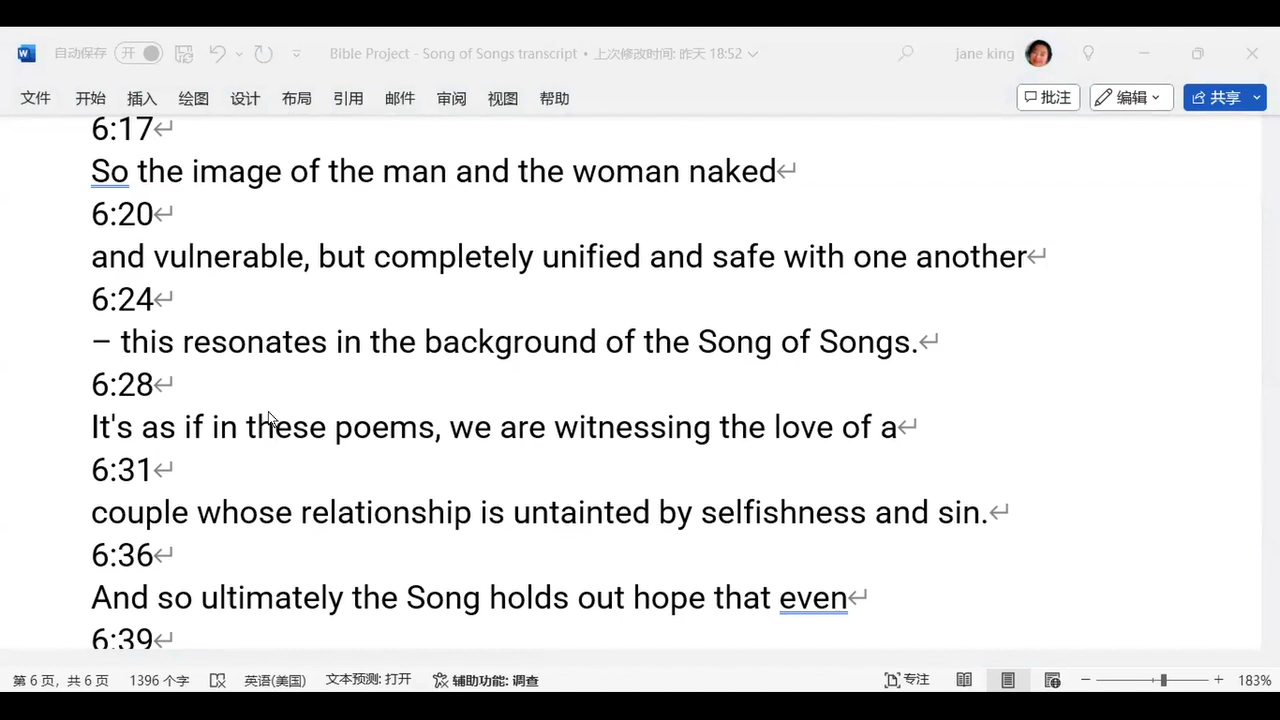 自动保存 开 Bible Project - Song of Songs transcript • 上次修改时间: 昨天 18:52 jane king
文件 开始 插入 绘图 设计 布局 引用 邮件 审阅 视图 帮助 批注 编辑 共享
6:17↵
So the image of the man and the woman naked↵
6:20↵
and vulnerable, but completely unified and safe with one another↵
6:24↵
– this resonates in the background of the Song of Songs.↵
6:28↵
It's as if in these poems, we are witnessing the love of a↵
6:31↵
couple whose relationship is untainted by selfishness and sin.↵
6:36↵
And so ultimately the Song holds out hope that even↵
6:39↵
第 6 页，共 6 页 1396 个字 英语(美国) 文本预测: 打开 辅助功能: 调查 专注 183%